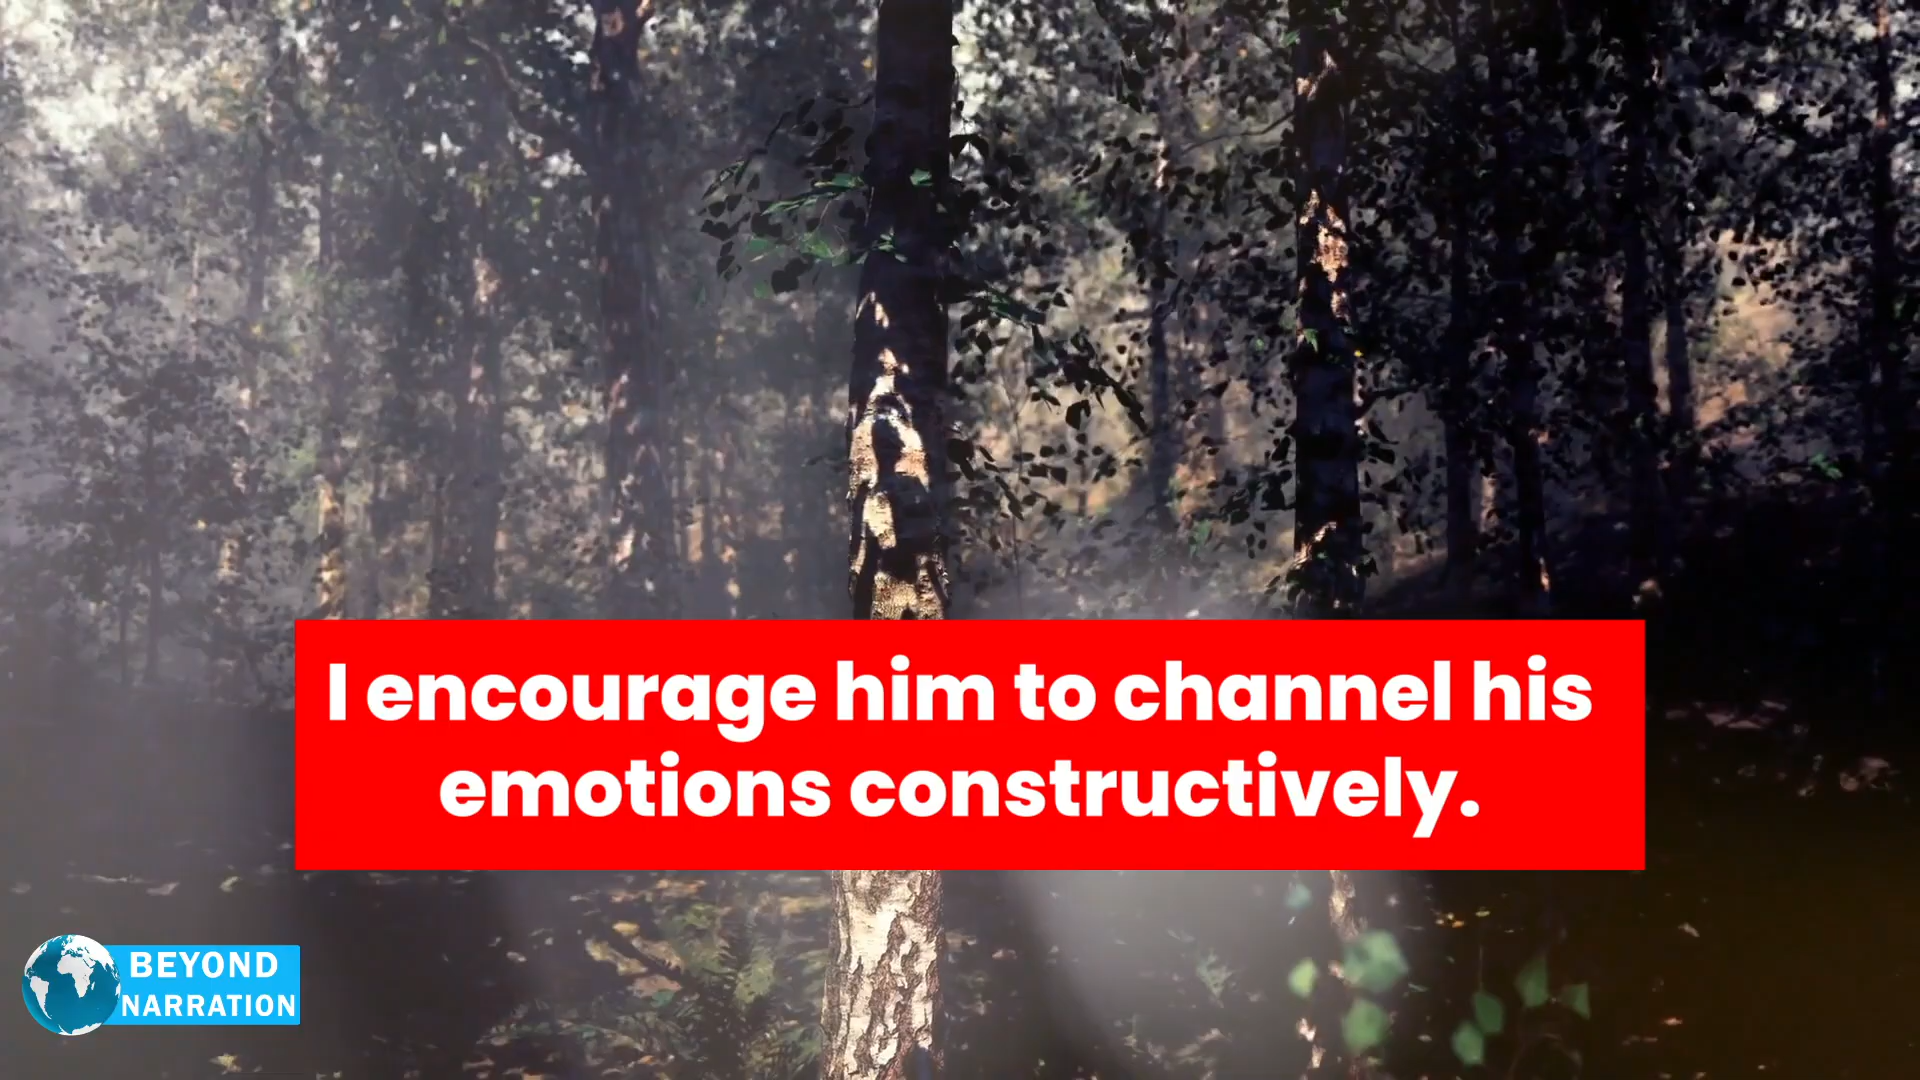 I encourage him to channel his
emotions constructively.
BEYOND
NARRATION